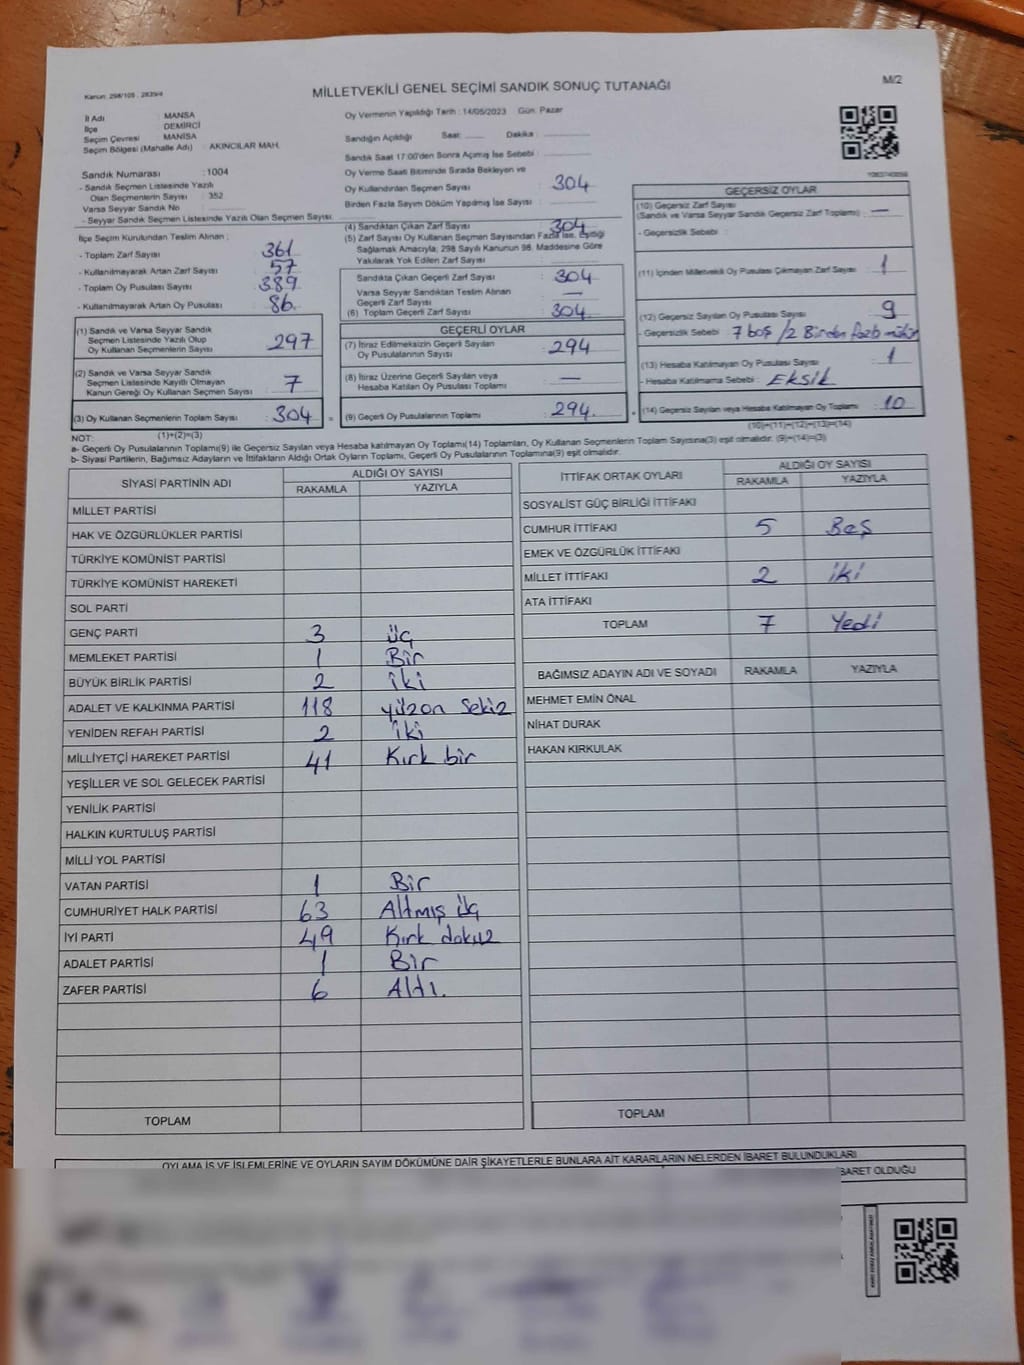 Kanun: 298/105 , 2839/4
MİLLETVEKİLİ GENEL SEÇİMİ SANDIK SONUÇ TUTANAĞI
M/2
İl Adı : MANİSA
İlçe : DEMİRCİ
Seçim Çevresi : MANİSA
Seçim Bölgesi (Mahalle Adı) : AKINCILAR MAH.
Sandık Numarası : 1004
- Sandık Seçmen Listesinde Yazılı
Olan Seçmenlerin Sayısı : 352
Varsa Seyyar Sandık No
- Seyyar Sandık Seçmen Listesinde Yazılı Olan Seçmen Sayısı:
Oy Vermenin Yapıldığı Tarih : 14/05/2023 Gün: Pazar
Sandığın Açıldığı Saat: ...... Dakika : ..............
Sandık Saat 17:00'den Sonra Açımış İse Sebebi :
Oy Verme Saati Bitiminde Sırada Bekleyen ve
Oy Kullandırılan Seçmen Sayısı : 304
Birden Fazla Sayım Döküm Yapılmış İse Sayısı :
İlçe Seçim Kurulundan Teslim Alınan :
- Toplam Zarf Sayısı : 361
- Kullanılmayarak Artan Zarf Sayısı : 57
- Toplam Oy Pusulası Sayısı : 389
- Kullanılmayarak Artan Oy Pusulası : 86
(1) Sandık ve Varsa Seyyar Sandık
Seçmen Listesinde Yazılı Olup
Oy Kullanan Seçmenlerin Sayısı : 297
(2) Sandık ve Varsa Seyyar Sandık
Seçmen Listesinde Kayıtlı Olmayan
Kanun Gereği Oy Kullanan Seçmen Sayısı : 7
(3) Oy Kullanan Seçmenlerin Toplam Sayısı : 304
(1)+(2)=(3)
(4) Sandıktan Çıkan Zarf Sayısı : 304
(5) Zarf Sayısı Oy Kullanan Seçmen Sayısından Fazla İse, Eşitliği
Sağlamak Amacıyla; 298 Sayılı Kanunun 98. Maddesine Göre
Yakılarak Yok Edilen Zarf Sayısı :
Sandıkta Çıkan Geçerli Zarf Sayısı : 304
Varsa Seyyar Sandıktan Teslim Alınan
Geçerli Zarf Sayısı : —
(6) Toplam Geçerli Zarf Sayısı : 304
GEÇERLİ OYLAR
(7) İtiraz Edilmeksizin Geçerli Sayılan
Oy Pusulalarının Sayısı : 294
(8) İtiraz Üzerine Geçerli Sayılan veya
Hesaba Katılan Oy Pusulası Toplamı : —
= (9) Geçerli Oy Pusulalarının Toplamı : 294
GEÇERSİZ OYLAR
(10) Geçersiz Zarf Sayısı
(Sandık ve Varsa Seyyar Sandık Geçersiz Zarf Toplamı) : —
- Geçersizlik Sebebi :
(11) İçinden Milletvekili Oy Pusulası Çıkmayan Zarf Sayısı : 1
(12) Geçersiz Sayılan Oy Pusulası Sayısı : 9
- Geçersizlik Sebebi : 7 boş / 2 Birden fazla mühür
(13) Hesaba Katılmayan Oy Pusulası Sayısı : 1
- Hesaba Katılmama Sebebi : EKSİK
+ (14) Geçersiz Sayılan veya Hesaba Katılmayan Oy Toplamı : 10
(10)+(11)+(12)+(13)=(14)
NOT:
a- Geçerli Oy Pusulalarının Toplamı(9) ile Geçersiz Sayılan veya Hesaba katılmayan Oy Toplamı(14) Toplamları, Oy Kullanan Seçmenlerin Toplam Sayısına(3) eşit olmalıdır. (9)+(14)=(3)
b- Siyasi Partilerin, Bağımsız Adayların ve İttifakların Aldığı Ortak Oyların Toplamı, Geçerli Oy Pusulalarının Toplamına(9) eşit olmalıdır.
SİYASİ PARTİNİN ADI ALDIĞI OY SAYISI
RAKAMLA YAZIYLA
MİLLET PARTİSİ
HAK VE ÖZGÜRLÜKLER PARTİSİ
TÜRKİYE KOMÜNİST PARTİSİ
TÜRKİYE KOMÜNİST HAREKETİ
SOL PARTİ
GENÇ PARTİ 3 üç
MEMLEKET PARTİSİ 1 Bir
BÜYÜK BİRLİK PARTİSİ 2 iki
ADALET VE KALKINMA PARTİSİ 118 yüzon sekiz
YENİDEN REFAH PARTİSİ 2 iki
MİLLİYETÇİ HAREKET PARTİSİ 41 Kırk bir
YEŞİLLER VE SOL GELECEK PARTİSİ
YENİLİK PARTİSİ
HALKIN KURTULUŞ PARTİSİ
MİLLİ YOL PARTİSİ
VATAN PARTİSİ 1 Bir
CUMHURİYET HALK PARTİSİ 63 Altmış üç
İYİ PARTİ 49 Kırk dokuz
ADALET PARTİSİ 1 Bir
ZAFER PARTİSİ 6 Altı.
TOPLAM
İTTİFAK ORTAK OYLARI ALDIĞI OY SAYISI
RAKAMLA YAZIYLA
SOSYALİST GÜÇ BİRLİĞİ İTTİFAKI
CUMHUR İTTİFAKI 5 Beş
EMEK VE ÖZGÜRLÜK İTTİFAKI
MİLLET İTTİFAKI 2 iki
ATA İTTİFAKI
TOPLAM 7 Yedi
BAĞIMSIZ ADAYIN ADI VE SOYADI RAKAMLA YAZIYLA
MEHMET EMİN ÖNAL
NİHAT DURAK
HAKAN KIRKULAK
TOPLAM
OYLAMA İŞ VE İŞLEMLERİNE VE OYLARIN SAYIM DÖKÜMÜNE DAİR ŞİKAYETLERLE BUNLARA AİT KARARLARIN NELERDEN İBARET BULUNDUKLARI
İBARET OLDUĞU